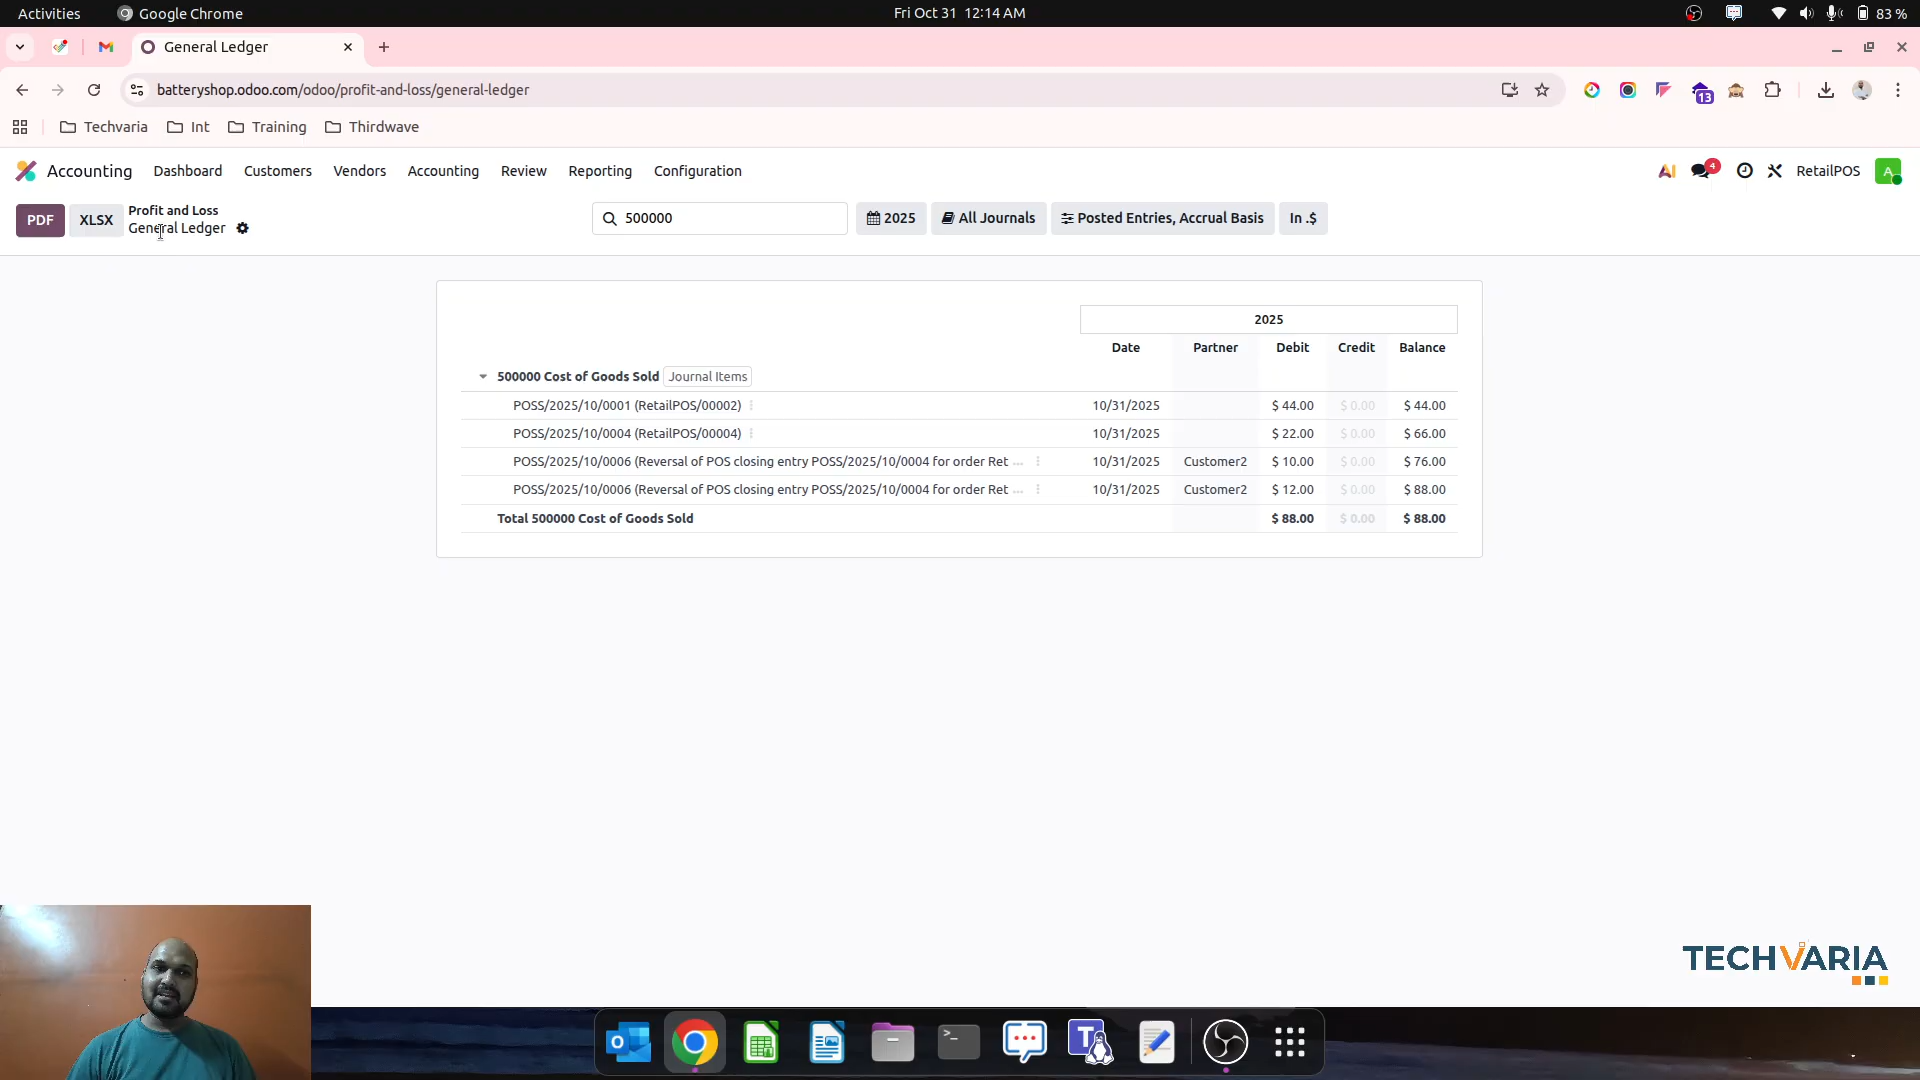 Activities Google Chrome Fri Oct 31 12:14 AM 83 %
General Ledger
batteryshop.odoo.com/odoo/profit-and-loss/general-ledger 13
Techvaria Int Training Thirdwave
Accounting Dashboard Customers Vendors Accounting Review Reporting Configuration AI 4 RetailPOS A
PDF XLSX Profit and Loss
General Ledger 500000 2025 All Journals Posted Entries, Accrual Basis In .$
2025
Date Partner Debit Credit Balance
500000 Cost of Goods Sold Journal Items
POSS/2025/10/0001 (RetailPOS/00002) 10/31/2025 $ 44.00 $ 0.00 $ 44.00
POSS/2025/10/0004 (RetailPOS/00004) 10/31/2025 $ 22.00 $ 0.00 $ 66.00
POSS/2025/10/0006 (Reversal of POS closing entry POSS/2025/10/0004 for order Ret ... 10/31/2025 Customer2 $ 10.00 $ 0.00 $ 76.00
POSS/2025/10/0006 (Reversal of POS closing entry POSS/2025/10/0004 for order Ret ... 10/31/2025 Customer2 $ 12.00 $ 0.00 $ 88.00
Total 500000 Cost of Goods Sold $ 88.00 $ 0.00 $ 88.00
TECHVARIA